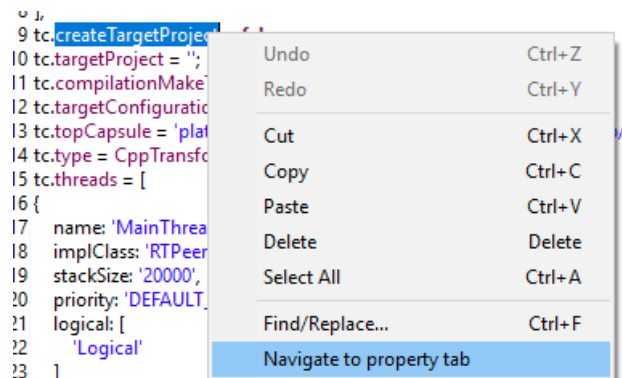 8 ],
9 tc.createTargetProject
10 tc.targetProject = '';
11 tc.compilationMake
12 tc.targetConfiguratio
13 tc.topCapsule = 'plat
14 tc.type = CppTransfo
15 tc.threads = [
16 {
17 name: 'MainThrea
18 implClass: 'RTPeer
19 stackSize: '20000',
20 priority: 'DEFAULT_
21 logical: [
22 'Logical'
23 ]
Undo Ctrl+Z
Redo Ctrl+Y
Cut Ctrl+X
Copy Ctrl+C
Paste Ctrl+V
Delete Delete
Select All Ctrl+A
Find/Replace... Ctrl+F
Navigate to property tab